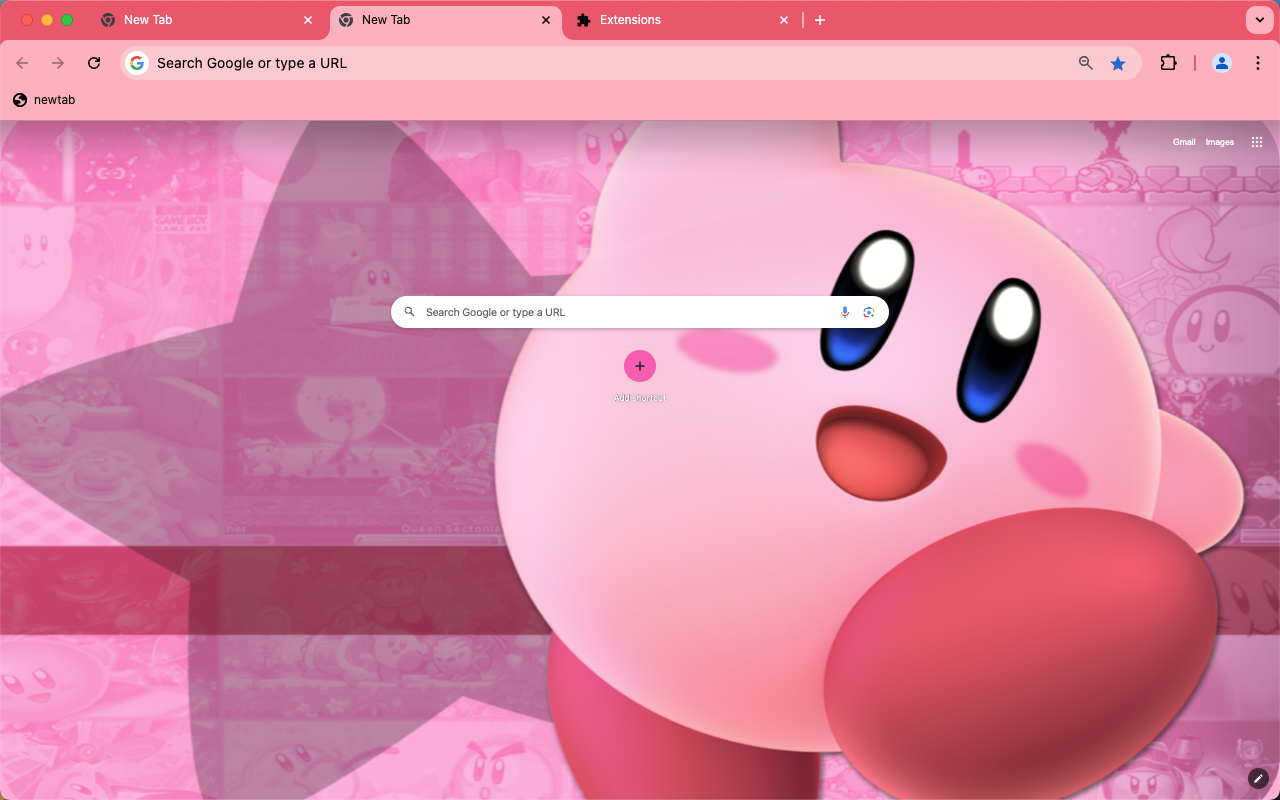 New Tab
New Tab
Extensions
Search Google or type a URL
newtab
Gmail
Images
GAME BOY
GAME PAK
Search Google or type a URL
Add shortcut
Queen Sectonia